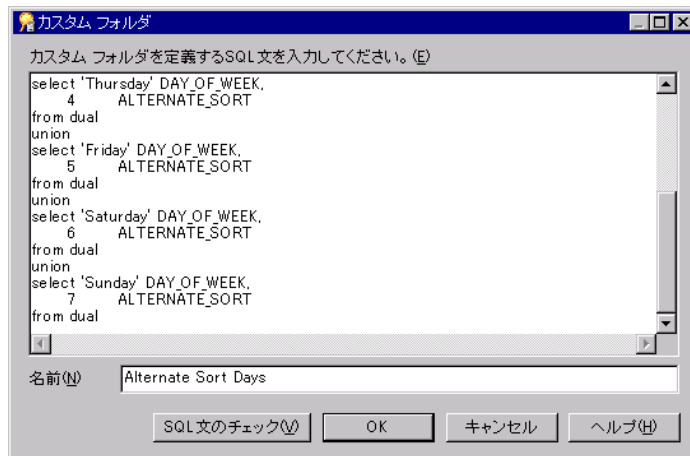 カスタム フォルダ
カスタム フォルダを定義するSQL文を入力してください。(E)
select 'Thursday' DAY_OF_WEEK,
4 ALTERNATE_SORT
from dual
union
select 'Friday' DAY_OF_WEEK,
5 ALTERNATE_SORT
from dual
union
select 'Saturday' DAY_OF_WEEK,
6 ALTERNATE_SORT
from dual
union
select 'Sunday' DAY_OF_WEEK,
7 ALTERNATE_SORT
from dual
名前(N) Alternate Sort Days
SQL文のチェック(V) OK キャンセル ヘルプ(H)